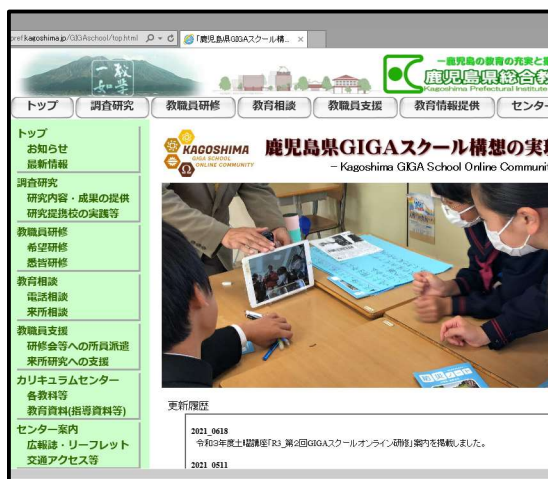 pref.kagoshima.jp/GIGAschool/top.html
「鹿児島県GIGAスクール構...
一鹿児島の教育の充実と
鹿児島県総合教
Kagoshima Prefectural Institute
トップ 調査研究 教職員研修 教育相談 教職員支援 教育情報提供 センター
トップ
お知らせ
最新情報
調査研究
研究内容・成果の提供
研究提携校の実践等
教職員研修
希望研修
悉皆研修
教育相談
電話相談
来所相談
教職員支援
研修会等への所員派遣
来所研究への支援
カリキュラムセンター
各教科等
教育資料(指導資料等)
センター案内
広報誌・リーフレット
交通アクセス等
KAGOSHIMA
GIGA SCHOOL
ONLINE COMMUNITY
鹿児島県GIGAスクール構想の実現
– Kagoshima GIGA School Online Communit
更新履歴
2021_0618
令和3年度土曜講座「R3_第2回GIGAスクールオンライン研修」案内を掲載しました。
2021_0511